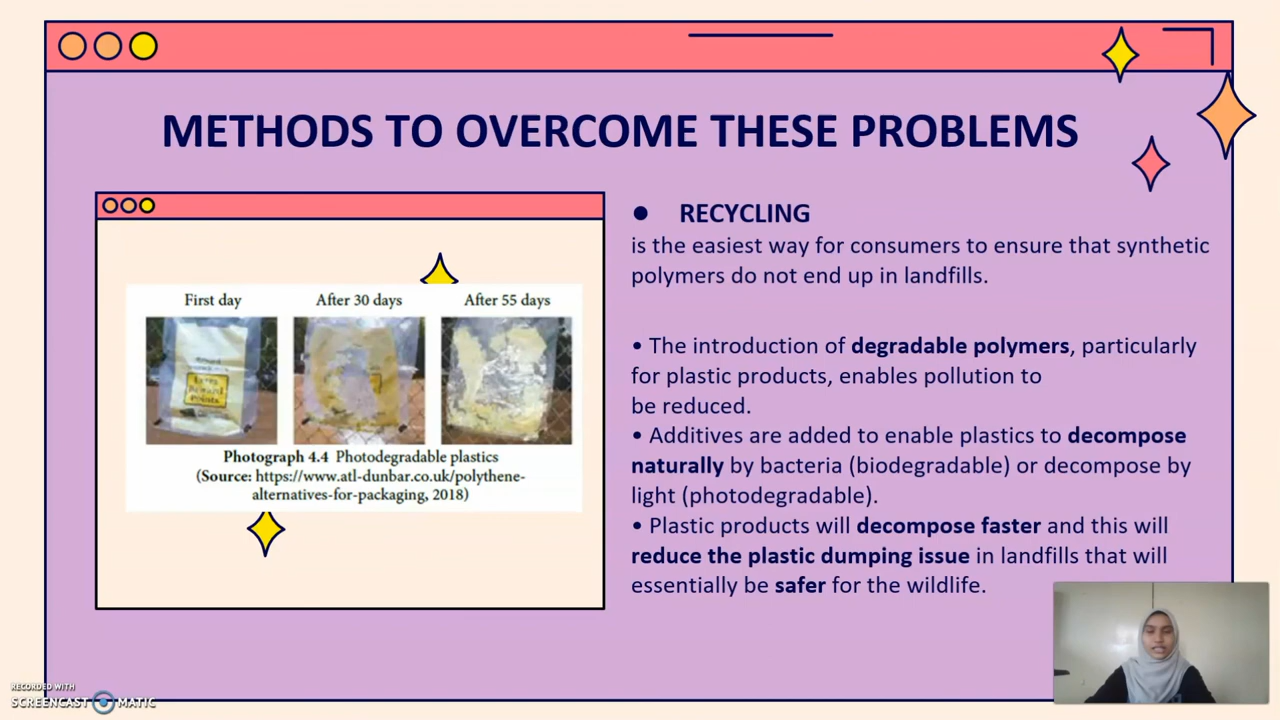 METHODS TO OVERCOME THESE PROBLEMS
First day After 30 days After 55 days
Photograph 4.4 Photodegradable plastics
(Source: https://www.atl-dunbar.co.uk/polythene-
alternatives-for-packaging, 2018)
● RECYCLING
is the easiest way for consumers to ensure that synthetic
polymers do not end up in landfills.
• The introduction of degradable polymers, particularly
for plastic products, enables pollution to
be reduced.
• Additives are added to enable plastics to decompose
naturally by bacteria (biodegradable) or decompose by
light (photodegradable).
• Plastic products will decompose faster and this will
reduce the plastic dumping issue in landfills that will
essentially be safer for the wildlife.
RECORDED WITH
SCREENCAST MATIC